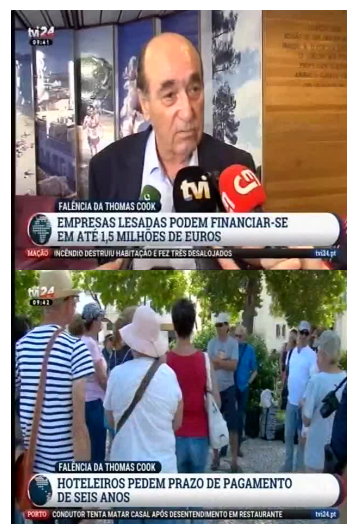 tvi24
09:41
tvi
FALÊNCIA DA THOMAS COOK
EMPRESAS LESADAS PODEM FINANCIAR-SE
EM ATÉ 1,5 MILHÕES DE EUROS
MAÇÃO INCÊNDIO DESTRUIU HABITAÇÃO E FEZ TRÊS DESALOJADOS tvi24.pt
tvi24
09:42
FALÊNCIA DA THOMAS COOK
HOTELEIROS PEDEM PRAZO DE PAGAMENTO
DE SEIS ANOS
PORTO CONDUTOR TENTA MATAR CASAL APÓS DESENTENDIMENTO EM RESTAURANTE tvi24.pt